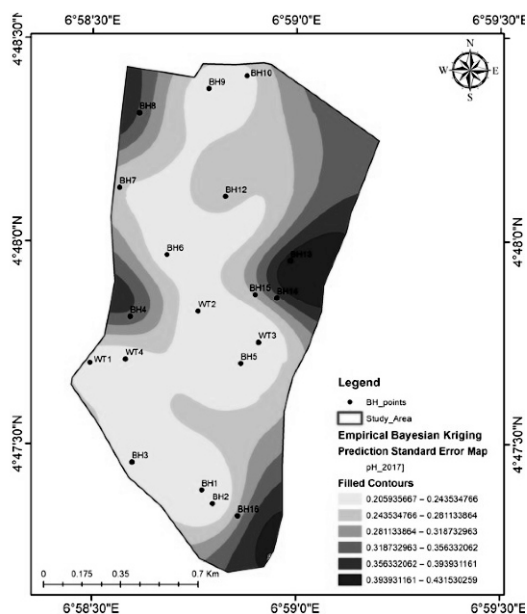 6°58'30"E 6°59'0"E 6°59'30"E
4°48'30"N
N
W E
S
BH10
BH9
BH8
BH7
BH12
4°48'0"N 4°48'0"N
BH6
BH15
WT2
BH4
WT3
WT4
WT1
BH5
Legend
BH_points
Study_Area
Empirical Bayesian Kriging
Prediction Standard Error Map
pH_2017]
Filled Contours
0.205935667 – 0.243534766
0.243534766 – 0.281133864
0.281133864 – 0.318732963
0.318732963 – 0.356332062
0.356332062 – 0.393931161
0.393931161 – 0.431530259
4°47'30"N 4°47'30"N
BH3
BH1
BH2
BH16
0 0.175 0.35 0.7 Km
6°58'30"E 6°59'0"E 6°59'30"E